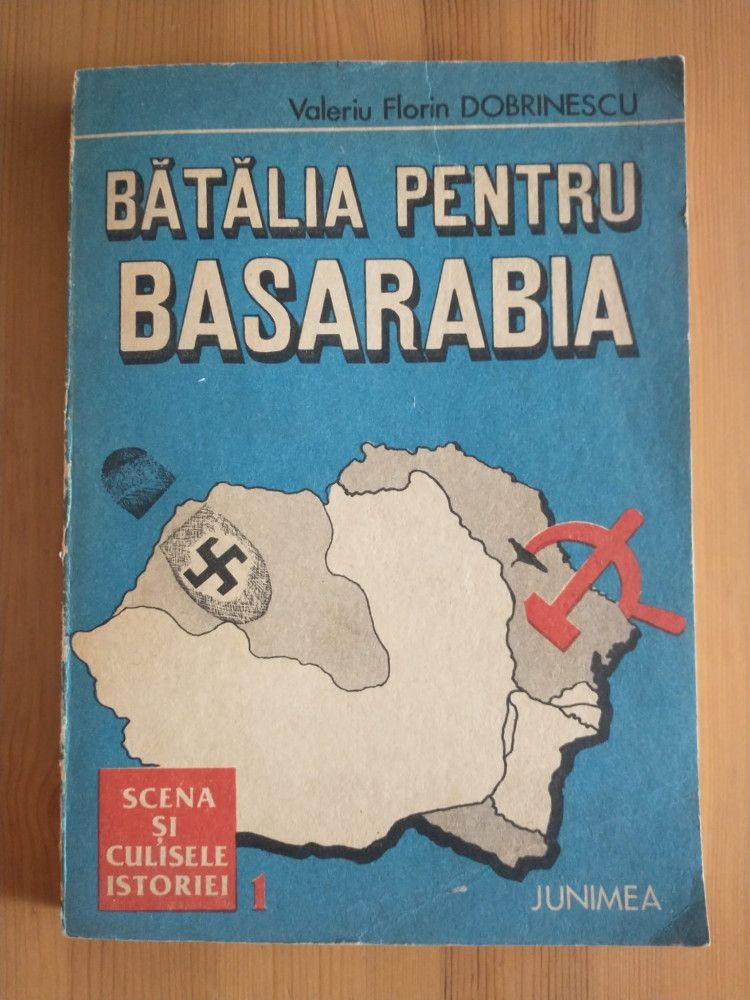 Valeriu Florin DOBRINESCU
BĂTĂLIA PENTRU
BASARABIA
SCENA
ȘI
CULISELE
ISTORIEI 1
JUNIMEA